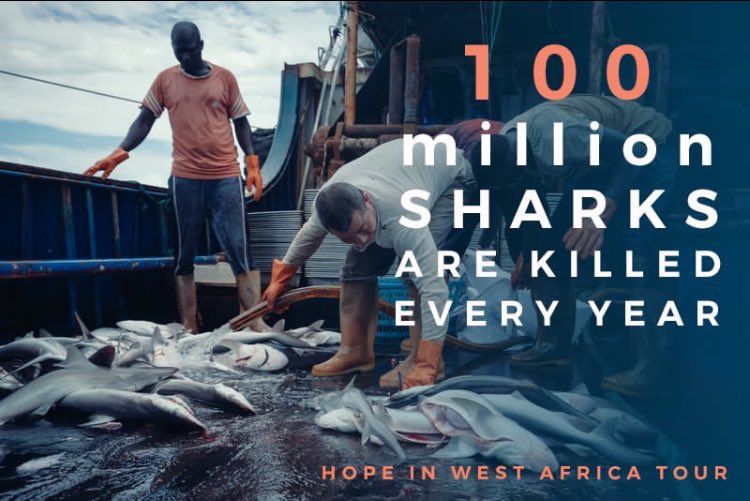 100
million
SHARKS
ARE KILLED
EVERY YEAR
HOPE IN WEST AFRICA TOUR